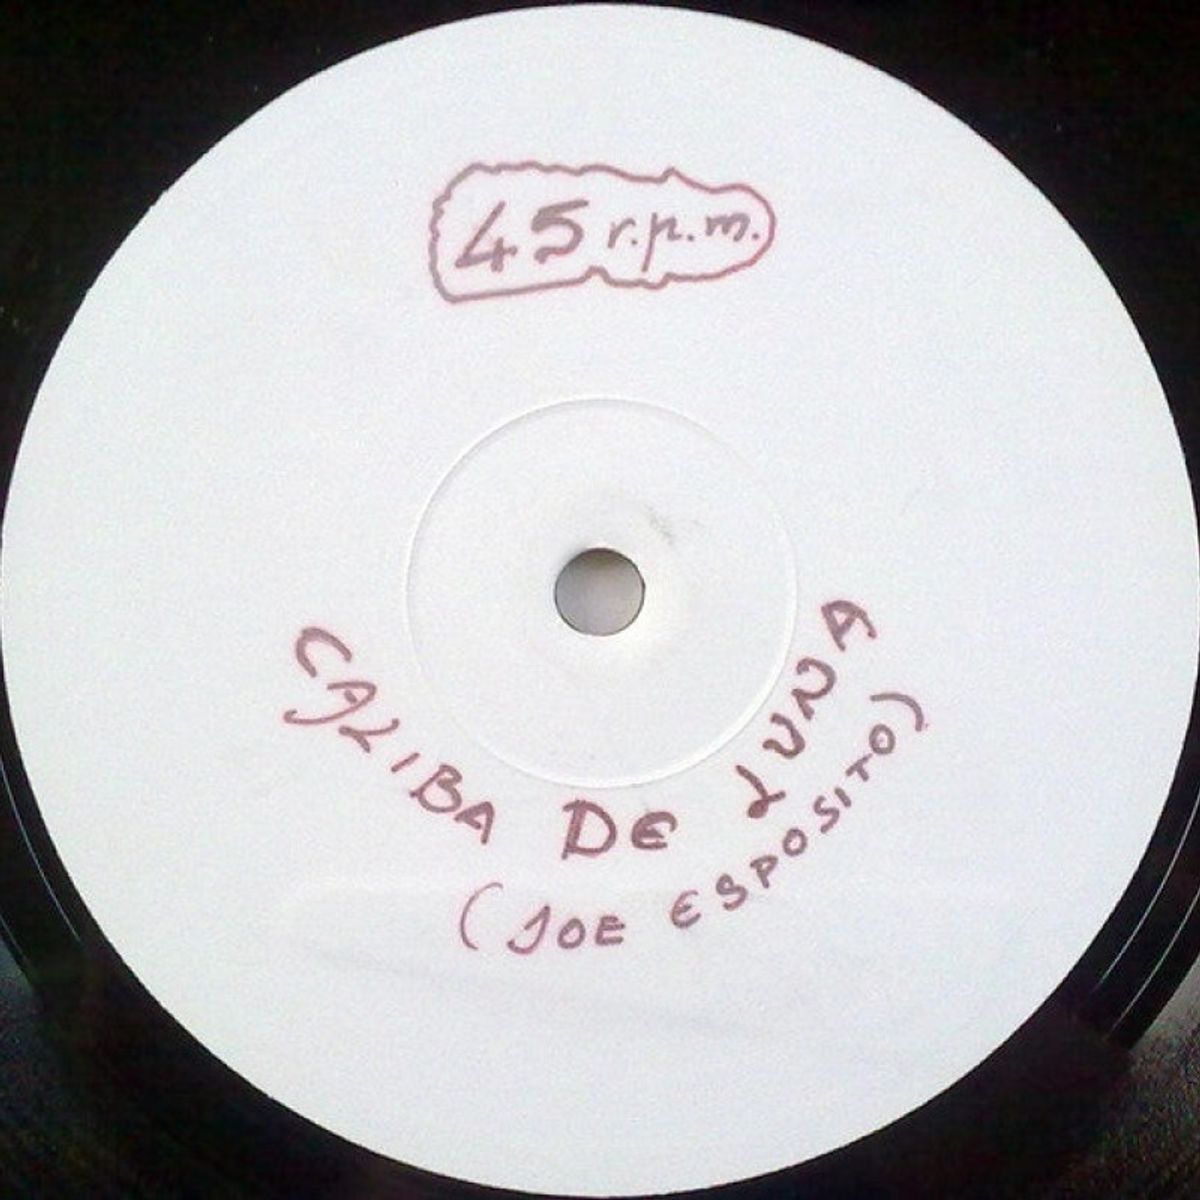 45 r.p.m.
CALIBA DE LUNA
(JOE ESPOSITO)